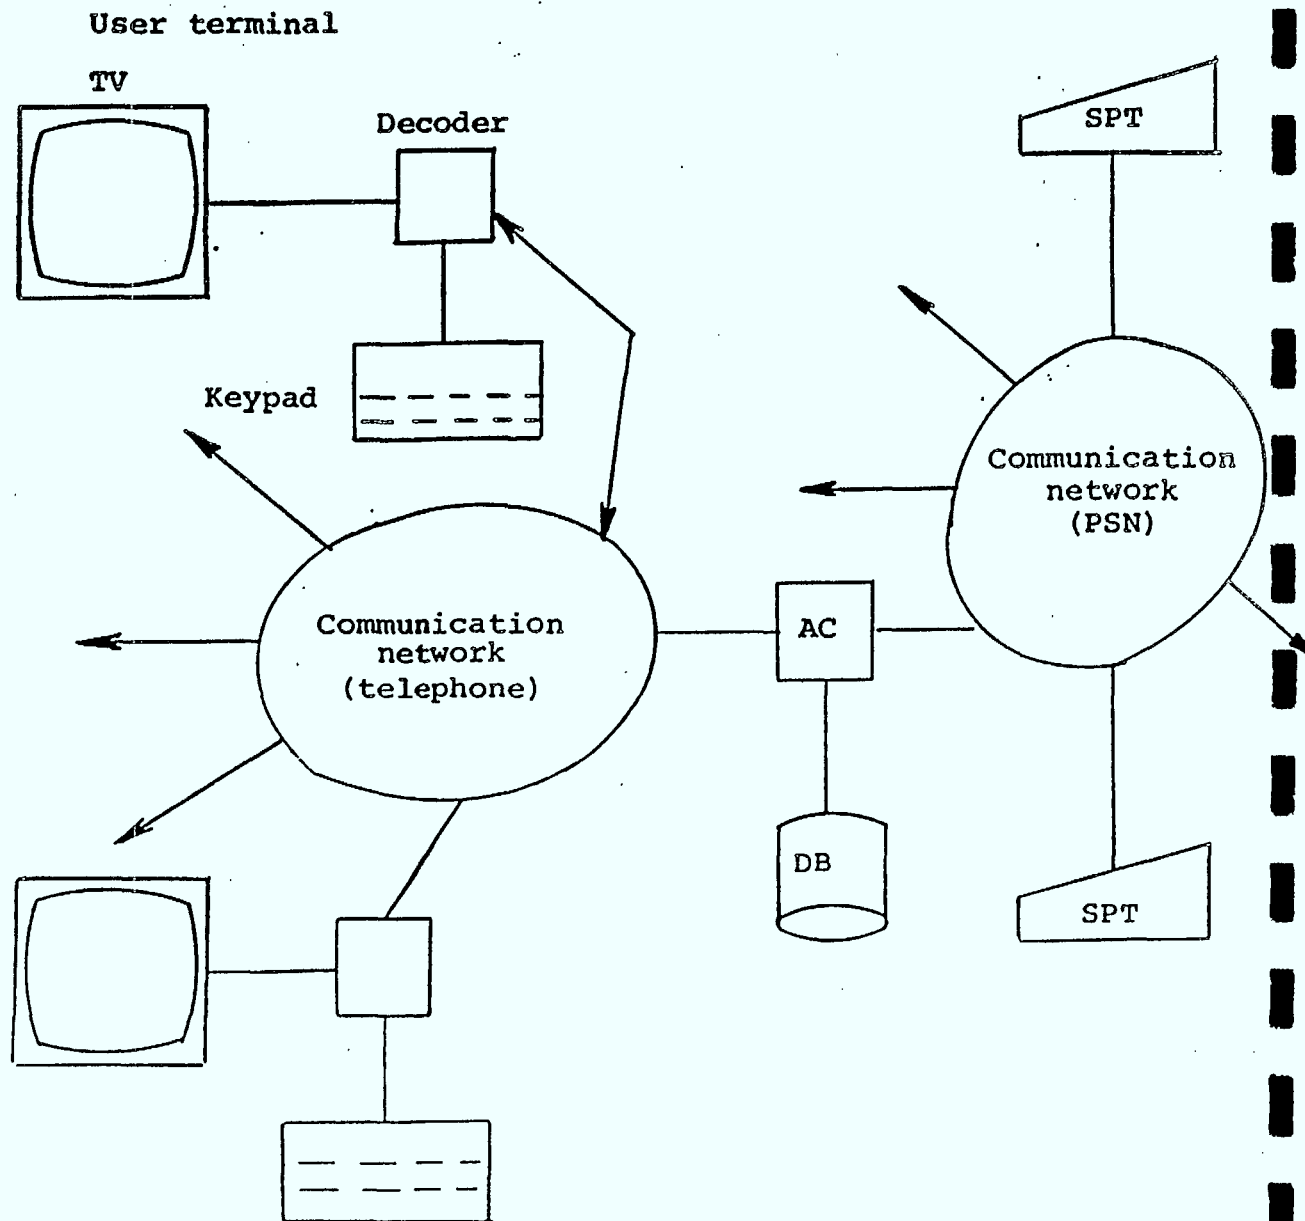 User terminal
TV
Decoder
SPT
Keypad
Communication
network
(PSN)
Communication
network
(telephone)
AC
DB
SPT